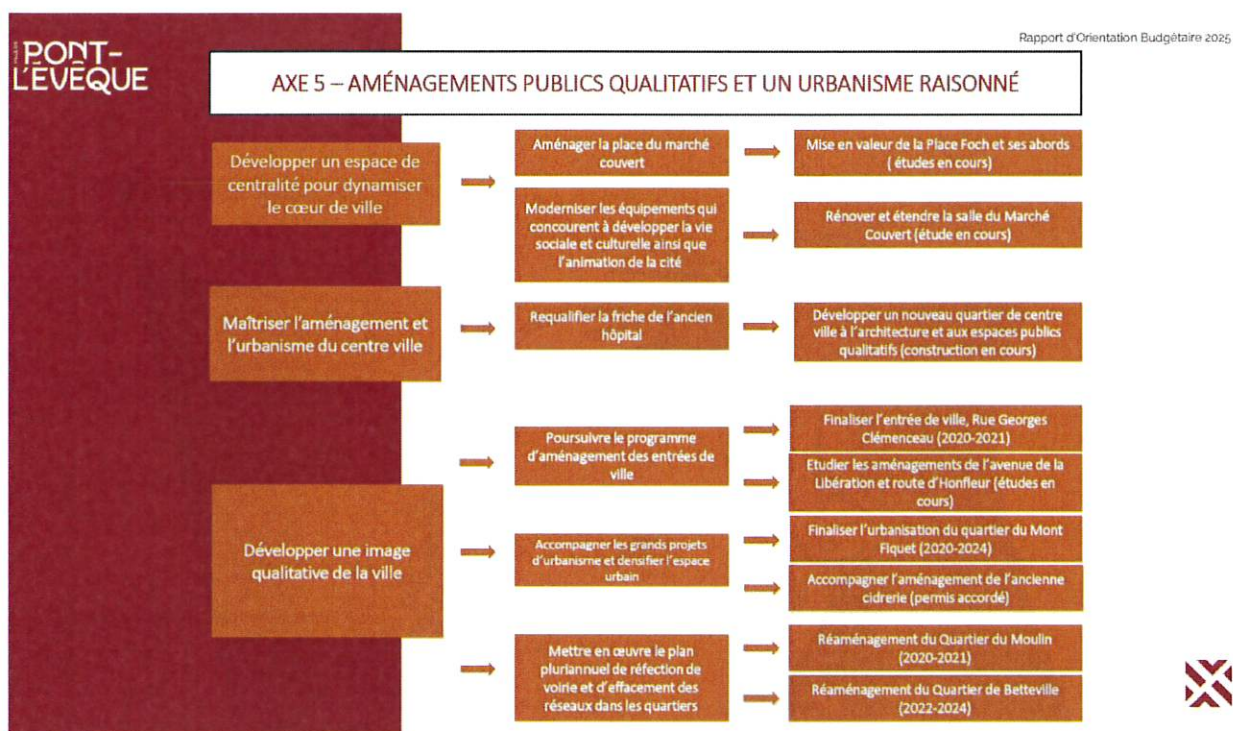 Rapport d'Orientation Budgétaire 2025
PONT-
L'ÉVÊQUE
AXE 5 – AMÉNAGEMENTS PUBLICS QUALITATIFS ET UN URBANISME RAISONNÉ
Développer un espace de
centralité pour dynamiser
le cœur de ville
Aménager la place du marché
couvert
Mise en valeur de la Place Foch et ses abords
( études en cours)
Moderniser les équipements qui
concourent à développer la vie
sociale et culturelle ainsi que
l'animation de la cité
Rénover et étendre la salle du Marché
Couvert (étude en cours)
Maîtriser l'aménagement et
l'urbanisme du centre ville
Requalifier la friche de l'ancien
hôpital
Développer un nouveau quartier de centre
ville à l'architecture et aux espaces publics
qualitatifs (construction en cours)
Développer une image
qualitative de la ville
Poursuivre le programme
d'aménagement des entrées de
ville
Finaliser l'entrée de ville, Rue Georges
Clémenceau (2020-2021)
Etudier les aménagements de l'avenue de la
Libération et route d'Honfleur (études en
cours)
Accompagner les grands projets
d'urbanisme et densifier l'espace
urbain
Finaliser l'urbanisation du quartier du Mont
Fiquet (2020-2024)
Accompagner l'aménagement de l'ancienne
cidrerie (permis accordé)
Mettre en œuvre le plan
pluriannuel de réfection de
voirie et d'effacement des
réseaux dans les quartiers
Réaménagement du Quartier du Moulin
(2020-2021)
Réaménagement du Quartier de Betteville
(2022-2024)